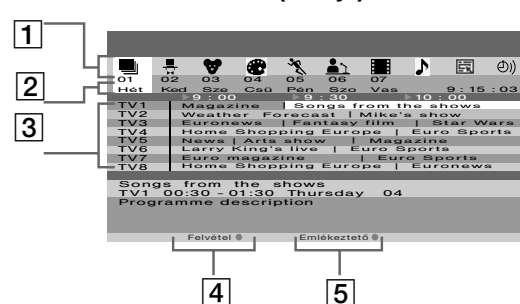 1
01 02 03 04 05 06 07
2
Hét Ked Sze Csü Pén Szo Vas 9:15:03
9:00 9:30 10:00
3
TV1 Magazine | Songs from the shows
TV2 Weather Forecast | Mike's show
TV3 Euronews | Fantasy film | Star Wars
TV4 Home Shopping Europe | Euro Sports
TV5 News | Arts show | Magazine
TV6 Larry King's live | Euro Sports
TV7 Euro magazine | Euro Sports
TV8 Home Shopping Europe | Euronews
Songs from the shows
TV1 00:30 - 01:30 Thursday 04
Programme description
Felvétel Emlékeztető
4 5